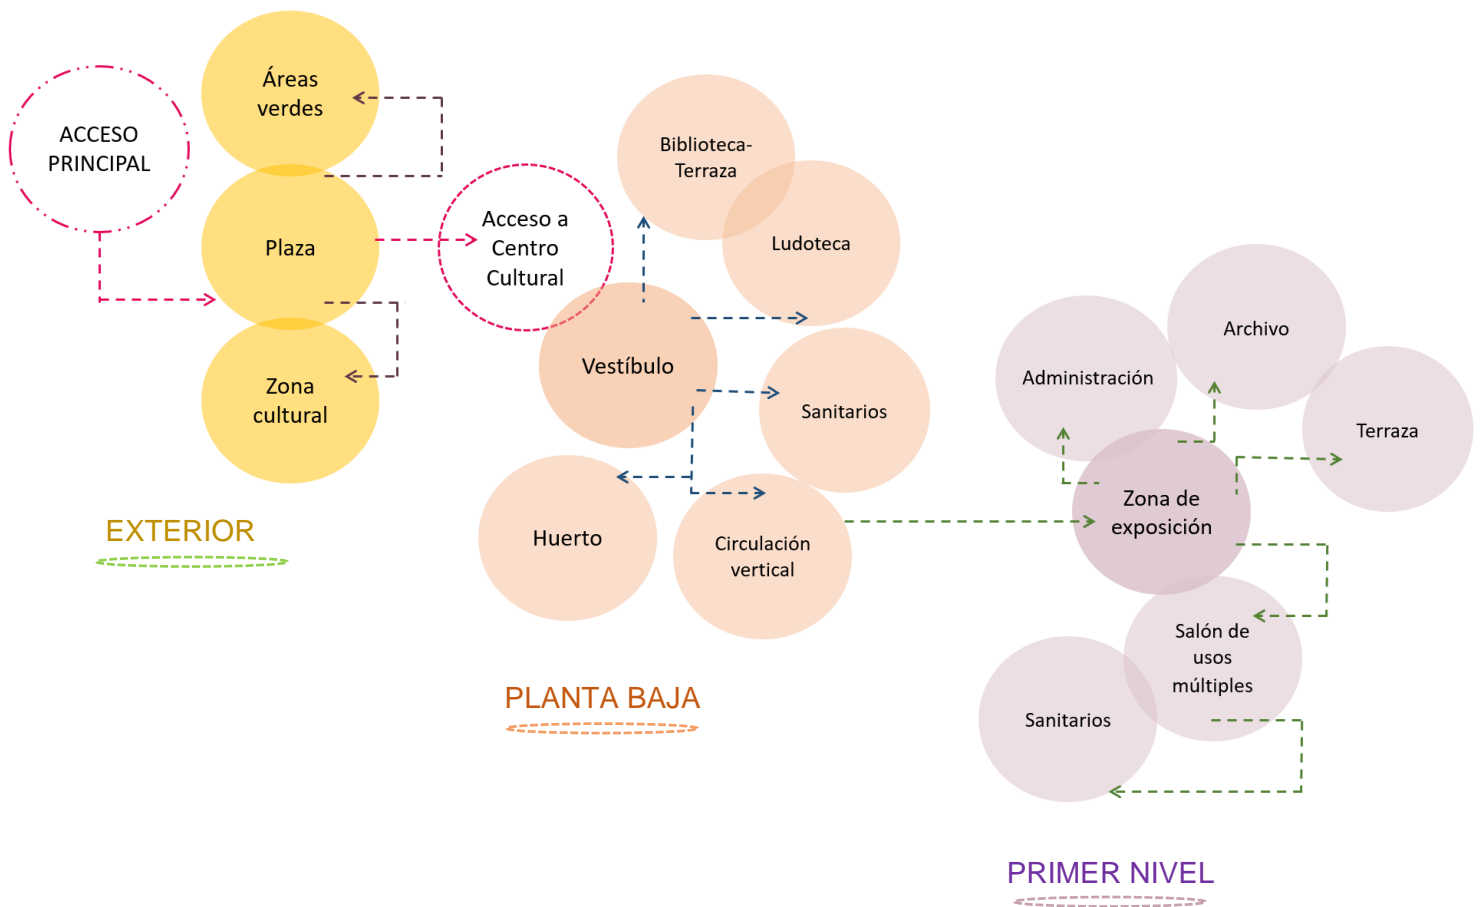 ACCESO
PRINCIPAL
Áreas
verdes
Plaza
Zona
cultural
EXTERIOR
Acceso a
Centro
Cultural
Biblioteca-
Terraza
Ludoteca
Vestíbulo
Sanitarios
Huerto
Circulación
vertical
PLANTA BAJA
Administración
Archivo
Terraza
Zona de
exposición
Salón de
usos
múltiples
Sanitarios
PRIMER NIVEL